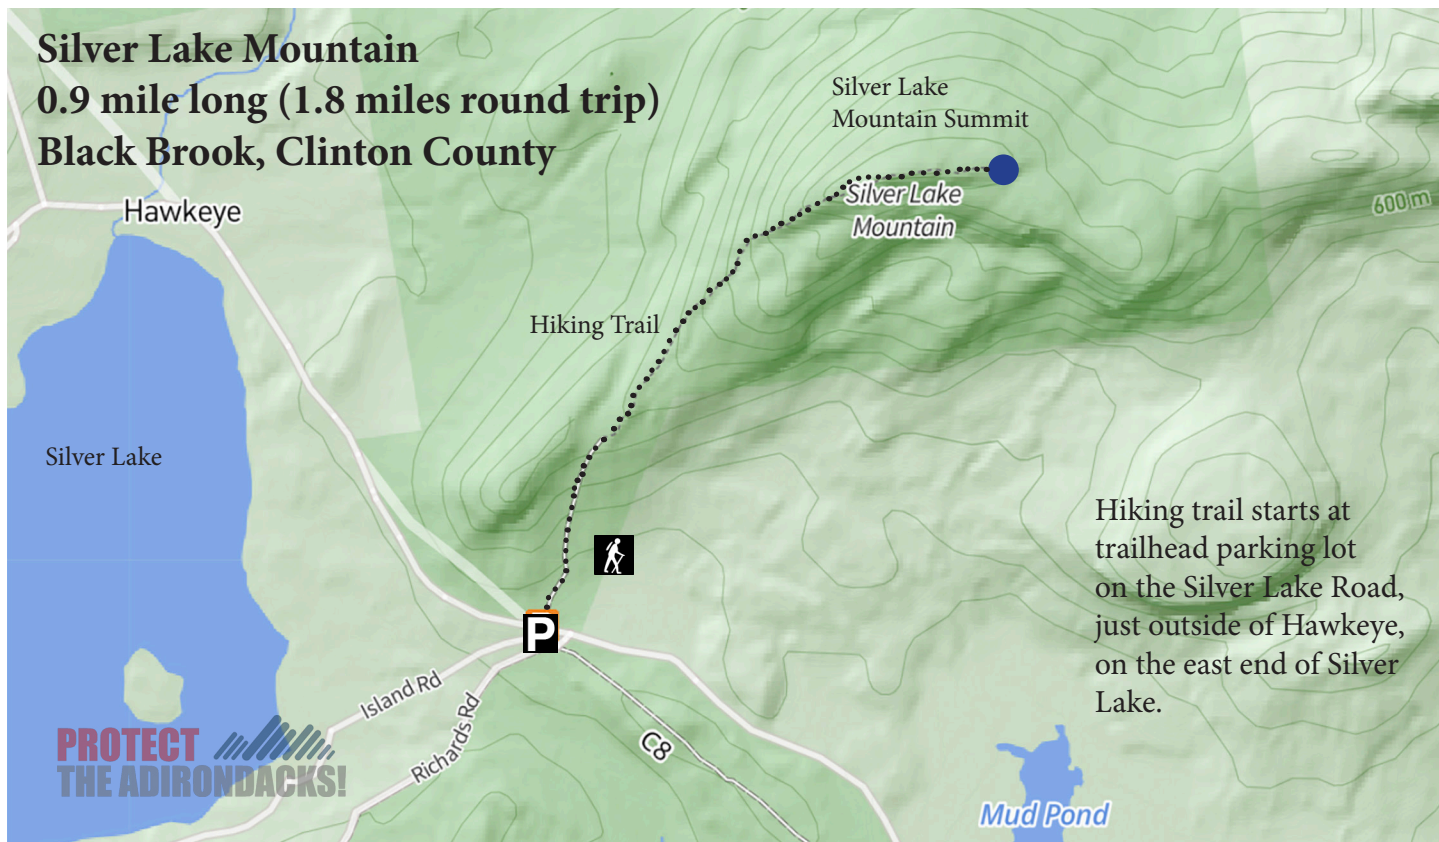 Silver Lake Mountain
0.9 mile long (1.8 miles round trip)
Black Brook, Clinton County
Silver Lake
Mountain Summit
Silver Lake
Mountain
600 m
Hawkeye
Hiking Trail
Silver Lake
Hiking trail starts at
trailhead parking lot
on the Silver Lake Road,
just outside of Hawkeye,
on the east end of Silver
Lake.
P
Island Rd
Richards Rd
C8
PROTECT
THE ADIRONDACKS!
Mud Pond